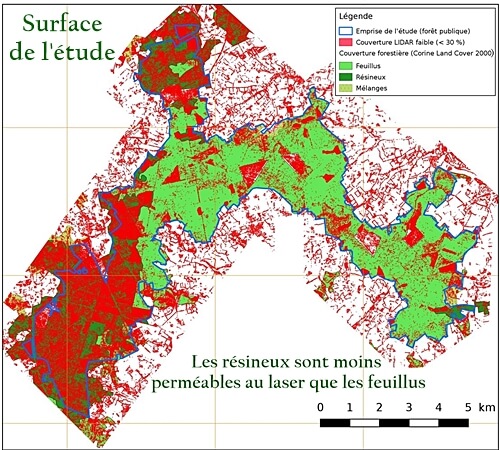 Surface
de l'étude
Légende
Emprise de l'étude (forêt publique)
Couverture LIDAR faible (< 30 %)
Couverture forestière (Corine Land Cover 2000)
Feuillus
Résineux
Mélanges
Les résineux sont moins
perméables au laser que les feuillus
0 1 2 3 4 5 km